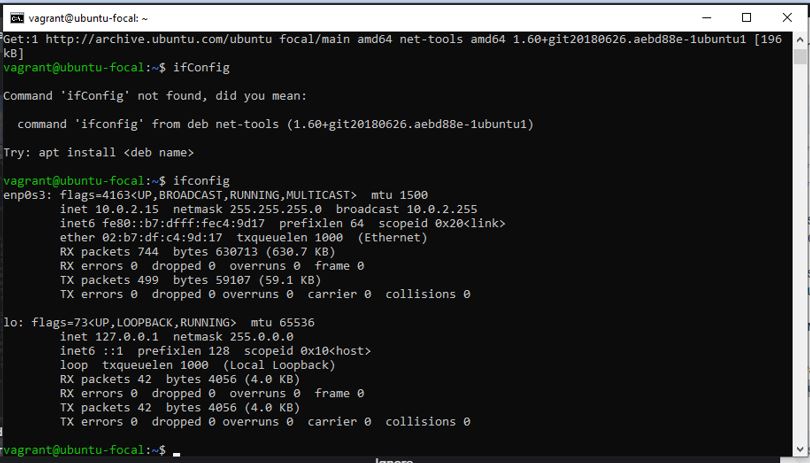 vagrant@ubuntu-focal: ~
Get:1 http://archive.ubuntu.com/ubuntu focal/main amd64 net-tools amd64 1.60+git20180626.aebd88e-1ubuntu1 [196
kB]
vagrant@ubuntu-focal:~$ ifConfig
Command 'ifConfig' not found, did you mean:
command 'ifconfig' from deb net-tools (1.60+git20180626.aebd88e-1ubuntu1)
Try: apt install <deb name>
vagrant@ubuntu-focal:~$ ifconfig
enp0s3: flags=4163<UP,BROADCAST,RUNNING,MULTICAST>  mtu 1500
inet 10.0.2.15  netmask 255.255.255.0  broadcast 10.0.2.255
inet6 fe80::b7:dfff:fec4:9d17  prefixlen 64  scopeid 0x20<link>
ether 02:b7:df:c4:9d:17  txqueuelen 1000  (Ethernet)
RX packets 744  bytes 630713 (630.7 KB)
RX errors 0  dropped 0  overruns 0  frame 0
TX packets 499  bytes 59107 (59.1 KB)
TX errors 0  dropped 0 overruns 0  carrier 0  collisions 0
lo: flags=73<UP,LOOPBACK,RUNNING>  mtu 65536
inet 127.0.0.1  netmask 255.0.0.0
inet6 ::1  prefixlen 128  scopeid 0x10<host>
loop  txqueuelen 1000  (Local Loopback)
RX packets 42  bytes 4056 (4.0 KB)
RX errors 0  dropped 0  overruns 0  frame 0
TX packets 42  bytes 4056 (4.0 KB)
TX errors 0  dropped 0 overruns 0  carrier 0  collisions 0
vagrant@ubuntu-focal:~$